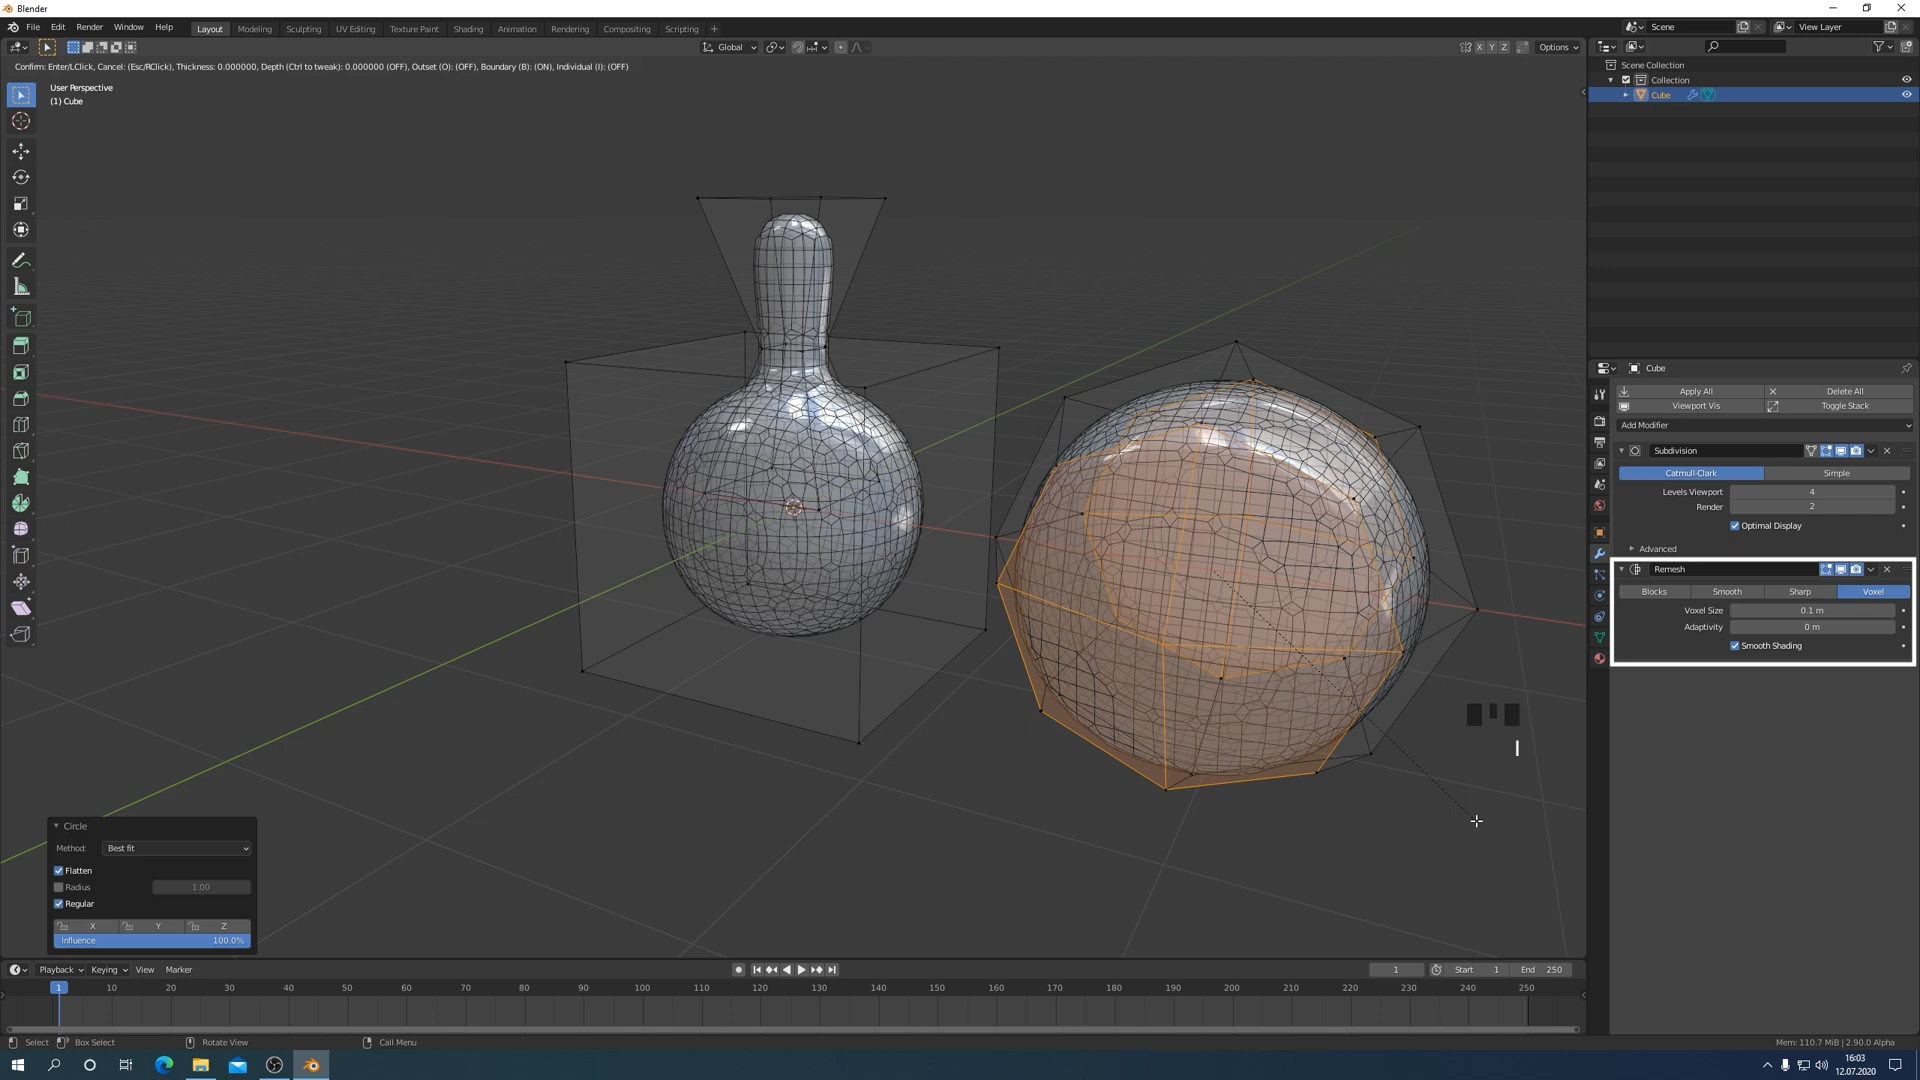 Blender
File Edit Render Window Help Layout Modeling Sculpting UV Editing Texture Paint Shading Animation Rendering Compositing Scripting + Scene View Layer
Global X Y Z Options
Confirm: Enter/LClick, Cancel: (Esc/RClick), Thickness: 0.000000, Depth (Ctrl to tweak): 0.000000 (OFF), Outset (O): (OFF), Boundary (B): (ON), Individual (I): (OFF)
User Perspective
(1) Cube
Scene Collection
Collection
Cube
Cube
Apply All Delete All
Viewport Vis Toggle Stack
Add Modifier
Subdivision
Catmull-Clark Simple
Levels Viewport 4
Render 2
Optimal Display
Advanced
Remesh
Blocks Smooth Sharp Voxel
Voxel Size 0.1 m
Adaptivity 0 m
Smooth Shading
I
Circle
Method: Best fit
Flatten
Radius 1.00
Regular
X Y Z
Influence 100.0%
Playback Keying View Marker 1 Start 1 End 250
1 10 20 30 40 50 60 70 80 90 100 110 120 130 140 150 160 170 180 190 200 210 220 230 240 250
Select Box Select Rotate View Call Menu Mem: 110.7 MiB | 2.90.0 Alpha
16:03
12.07.2020